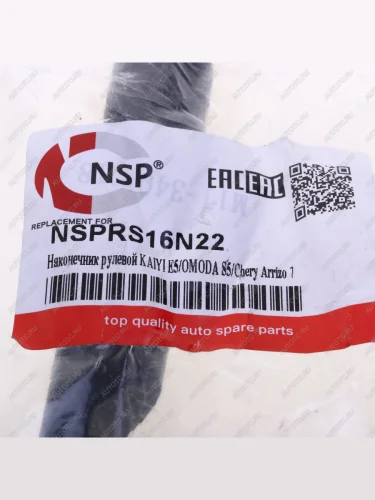 NSP®
EAC EAC
REPLACEMENT FOR
NSPRS16N22
Наконечник рулевой KAIYI E5/OMODA S5/Chery Arrizo 7
top quality auto spare parts